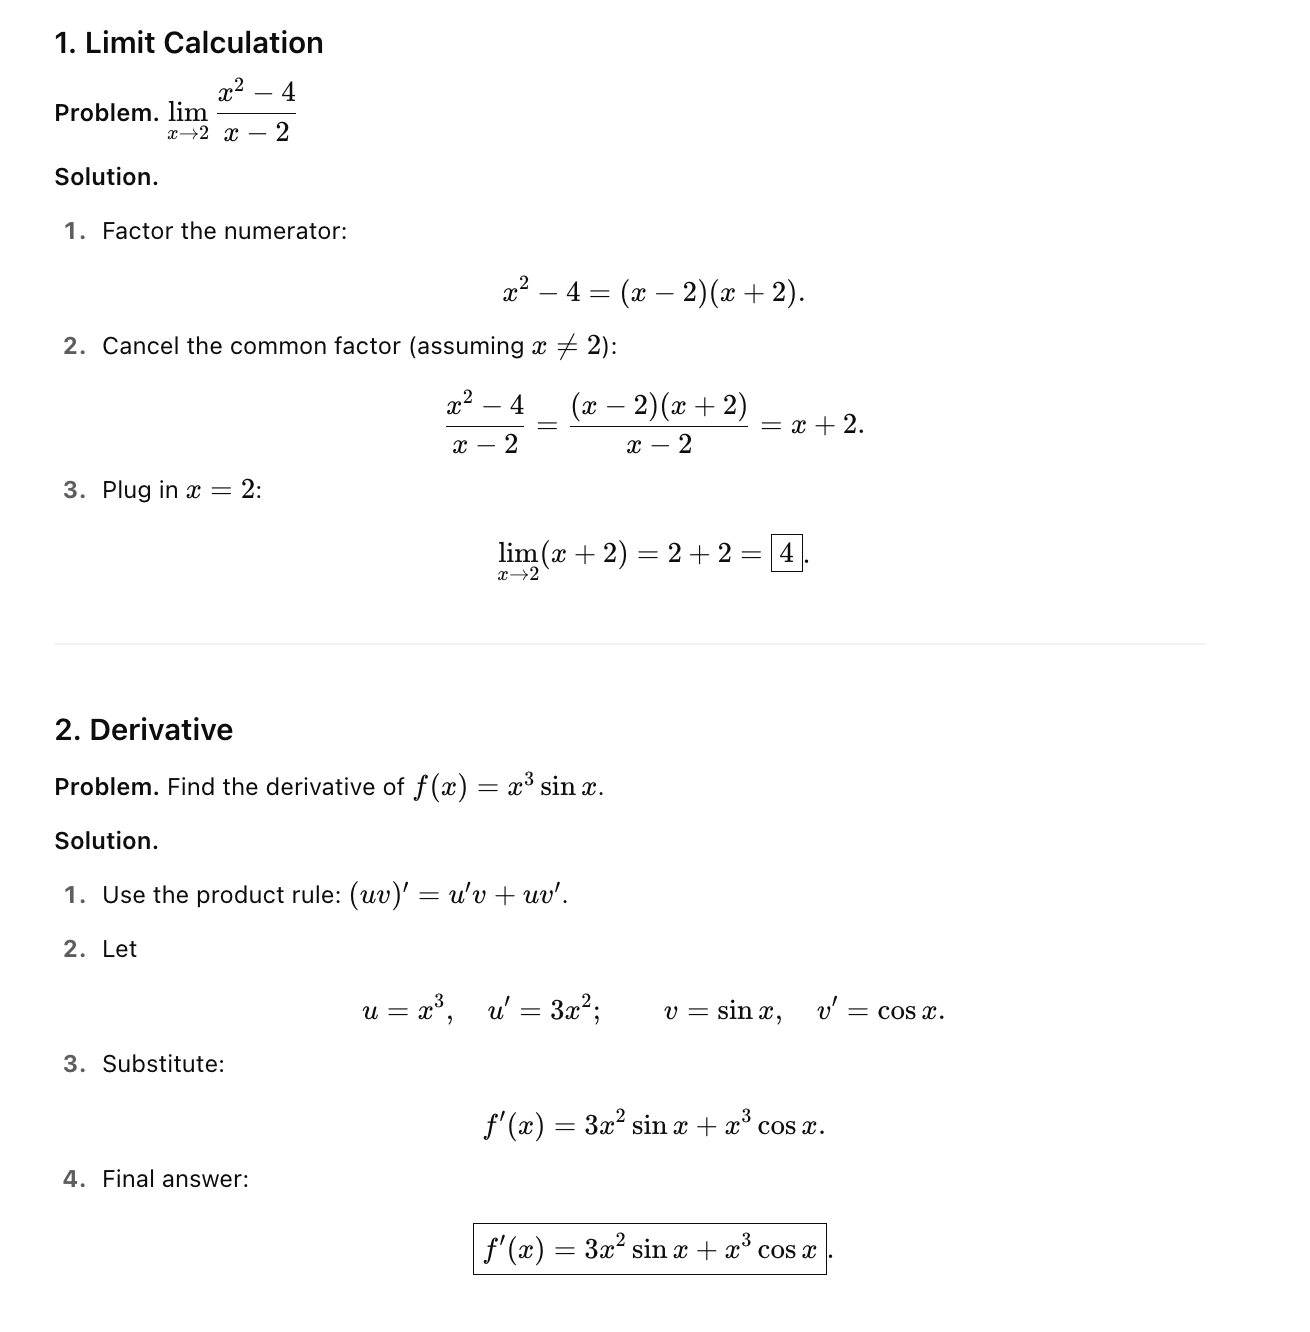 1. Limit Calculation
Problem. $\lim_{x \to 2} \frac{x^2 - 4}{x - 2}$
Solution.
1. Factor the numerator:
$x^2 - 4 = (x - 2)(x + 2).$
2. Cancel the common factor (assuming $x \neq 2$):
$\frac{x^2 - 4}{x - 2} = \frac{(x - 2)(x + 2)}{x - 2} = x + 2.$
3. Plug in $x = 2$:
$\lim_{x \to 2} (x + 2) = 2 + 2 = \boxed{4}.$
2. Derivative
Problem. Find the derivative of $f(x) = x^3 \sin x.$
Solution.
1. Use the product rule: $(uv)' = u'v + uv'.$
2. Let
$u = x^3, \quad u' = 3x^2; \qquad v = \sin x, \quad v' = \cos x.$
3. Substitute:
$f'(x) = 3x^2 \sin x + x^3 \cos x.$
4. Final answer:
$\boxed{f'(x) = 3x^2 \sin x + x^3 \cos x}.$